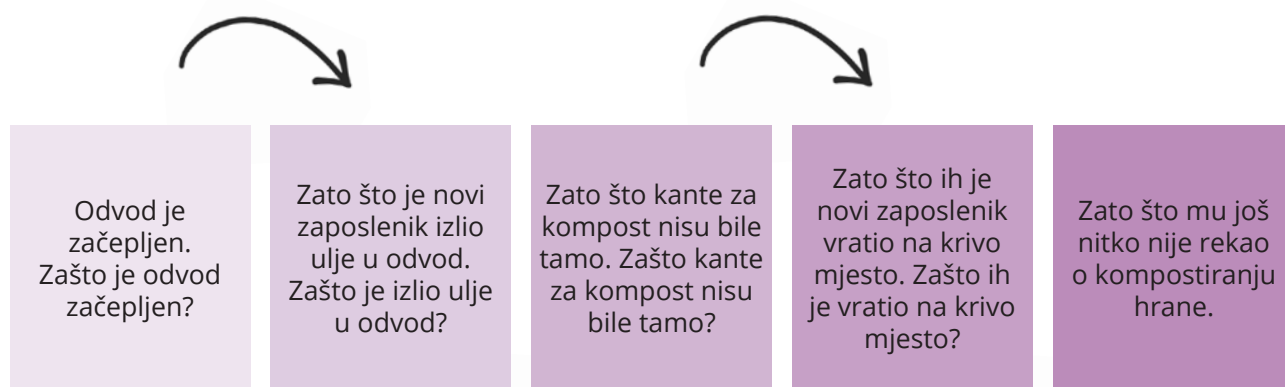 Odvod je
začepljen.
Zašto je odvod
začepljen?
Zato što je novi
zaposlenik izlio
ulje u odvod.
Zašto je izlio ulje
u odvod?
Zato što kante za
kompost nisu bile
tamo. Zašto kante
za kompost nisu
bile tamo?
Zato što ih je
novi zaposlenik
vratio na krivo
mjesto. Zašto ih
je vratio na krivo
mjesto?
Zato što mu još
nitko nije rekao
o kompostiranju
hrane.